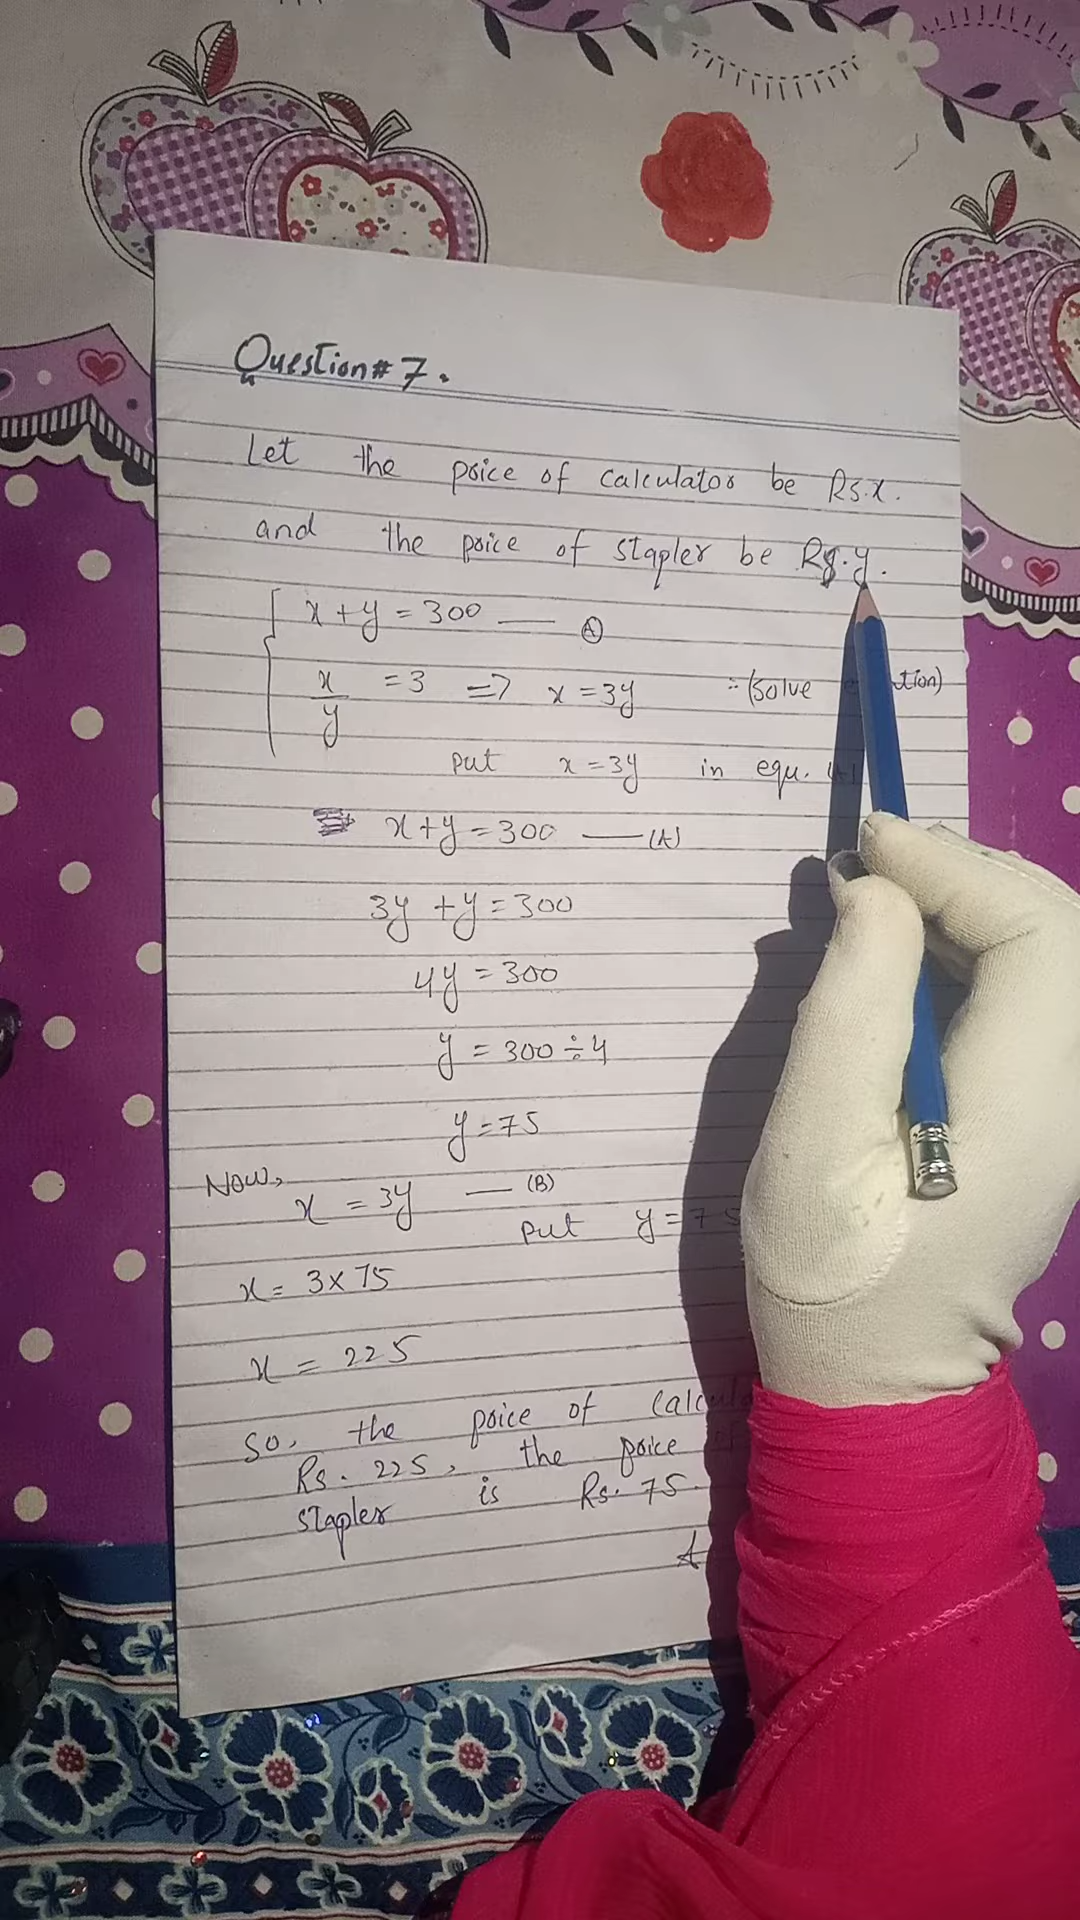 Question# 7.
Let the price of calculator be Rs.x.
and the price of stapler be Rs.y.
x + y = 300 — (A)
x/y = 3 => x = 3y (Solve
put x = 3y in equ.
x + y = 300 — (A)
3y + y = 300
4y = 300
y = 300 ÷ 4
y = 75
Now,
x = 3y — (B)
put y = 75
x = 3 × 75
x = 225
So, the price of
Rs. 225, the price
stapler is Rs. 75.